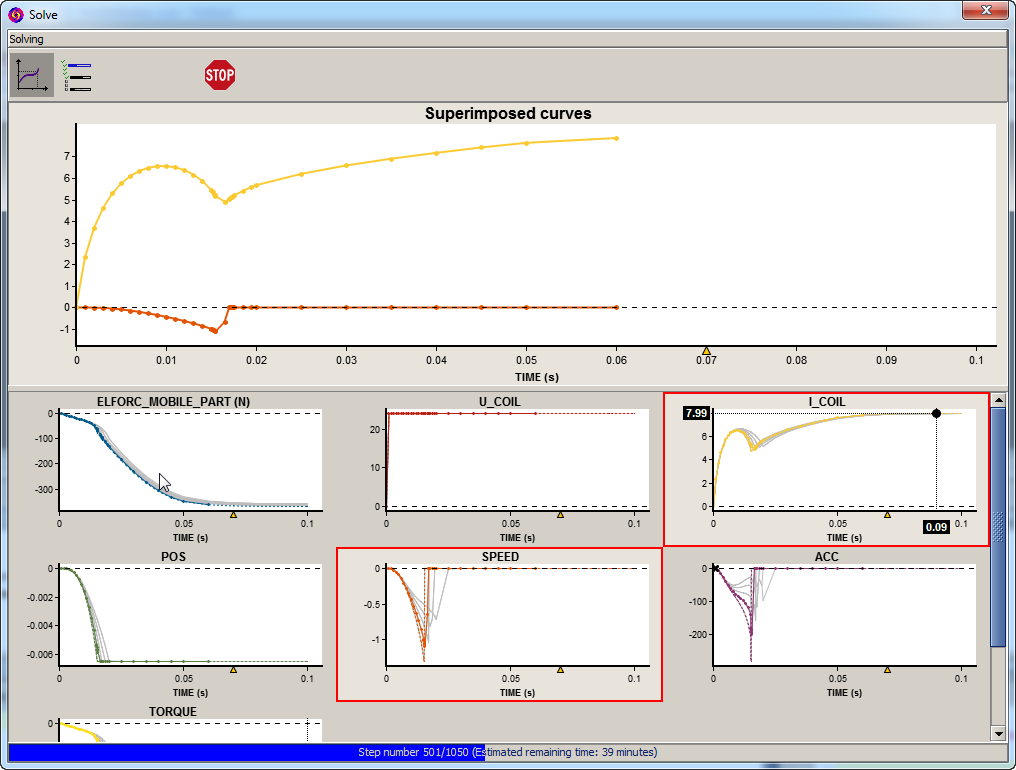 Solve
Solving
STOP
Superimposed curves
7
6
5
4
3
2
1
0
-1
0 0.01 0.02 0.03 0.04 0.05 0.06 0.07 0.08 0.09 0.1
TIME (s)
ELFORC_MOBILE_PART (N)
0
-100
-200
-300
0 0.05 0.1
TIME (s)
U_COIL
20
10
0
0 0.05 0.1
TIME (s)
I_COIL
7.99
6
4
2
0
0 0.05 0.1
0.09
TIME (s)
POS
0
-0.002
-0.004
-0.006
0 0.05 0.1
TIME (s)
SPEED
0
-0.5
-1
0 0.05 0.1
TIME (s)
ACC
0
-100
-200
0 0.05 0.1
TIME (s)
TORQUE
0
Step number 501/1050 (Estimated remaining time: 39 minutes)